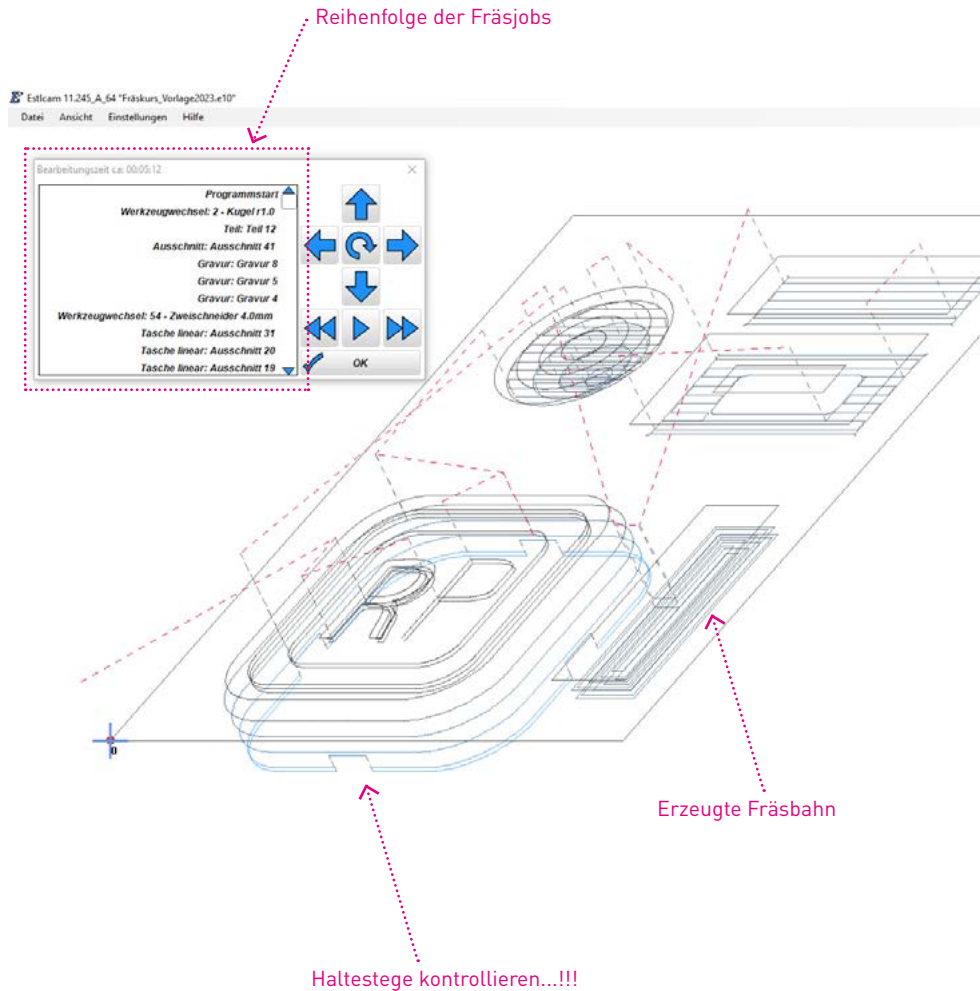 Reihenfolge der Fräsjobs
Estlcam 11.245_A_64 "Fräskurs_Vorlage2023.e10"
Datei Ansicht Einstellungen Hilfe
Bearbeitungszeit ca: 00:05:12
Programmstart
Werkzeugwechsel: 2 - Kugel r1.0
Teil: Teil 12
Ausschnitt: Ausschnitt 41
Gravur: Gravur 8
Gravur: Gravur 5
Gravur: Gravur 4
Werkzeugwechsel: 54 - Zweischneider 4.0mm
Tasche linear: Ausschnitt 31
Tasche linear: Ausschnitt 20
Tasche linear: Ausschnitt 19
OK
0
Erzeugte Fräsbahn
Haltestege kontrollieren...!!!